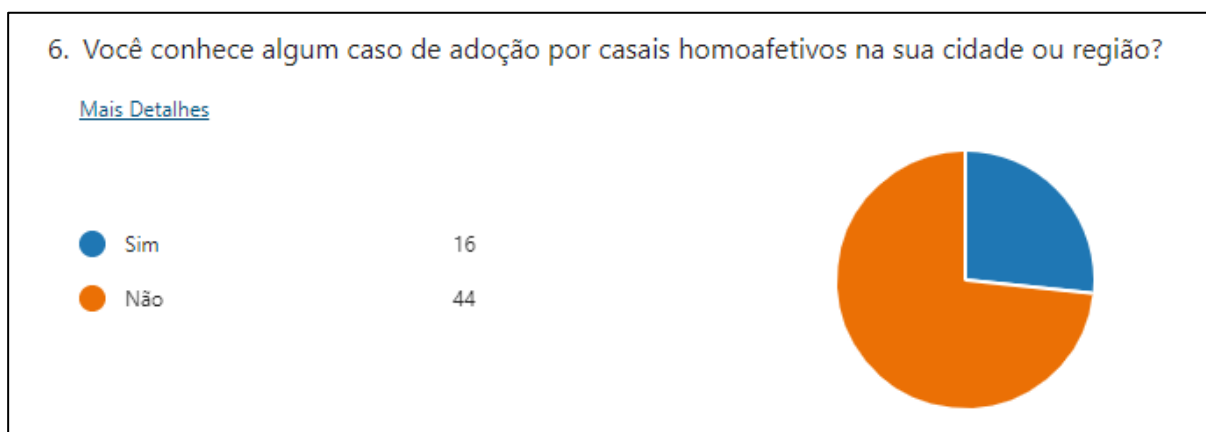 6. Você conhece algum caso de adoção por casais homoafetivos na sua cidade ou região?
Mais Detalhes
Sim 16
Não 44